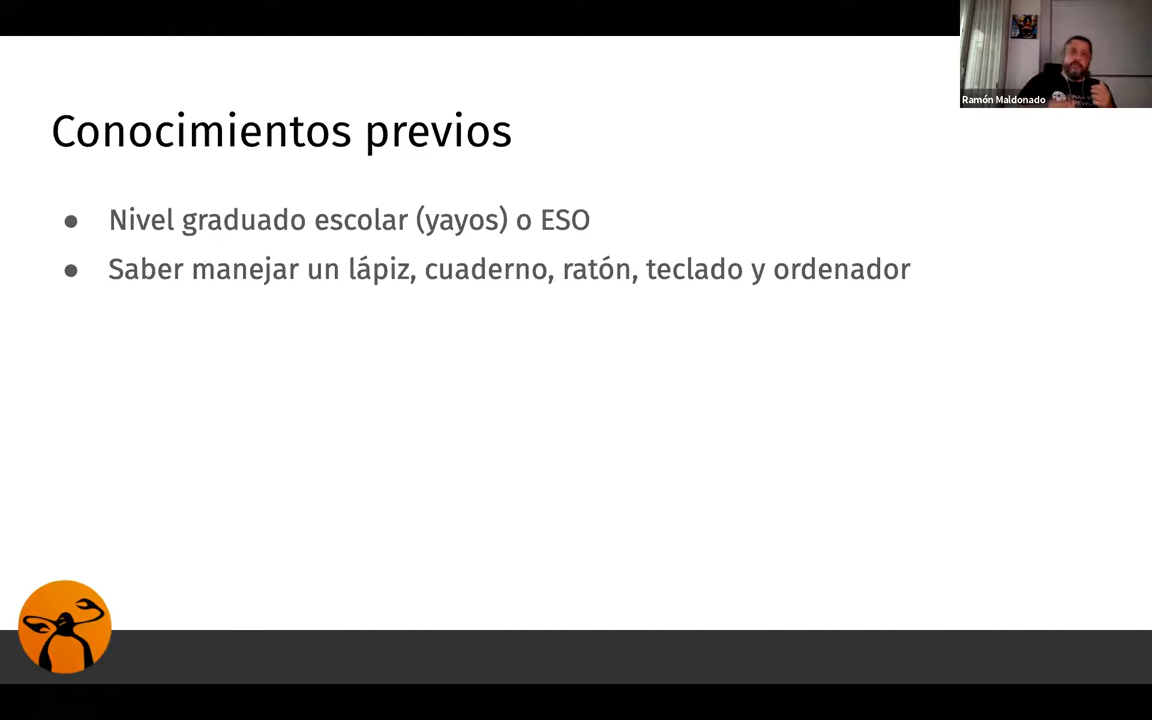 Ramón Maldonado
Conocimientos previos
● Nivel graduado escolar (yayos) o ESO
● Saber manejar un lápiz, cuaderno, ratón, teclado y ordenador